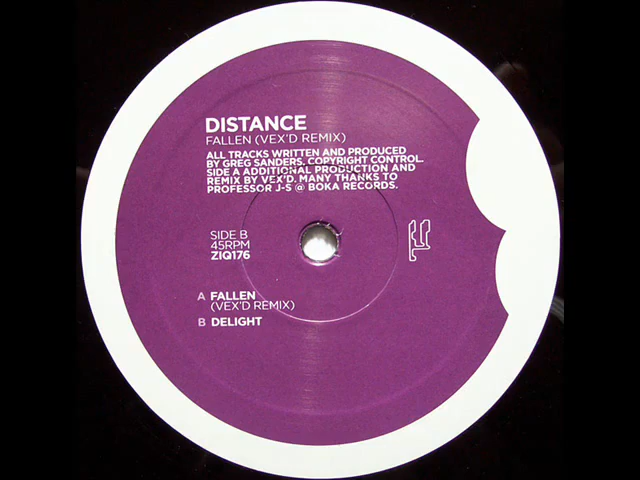 DISTANCE
FALLEN (VEX'D REMIX)
ALL TRACKS WRITTEN AND PRODUCED
BY GREG SANDERS. COPYRIGHT CONTROL.
SIDE A ADDITIONAL PRODUCTION AND
REMIX BY VEX'D. MANY THANKS TO
PROFESSOR J-S @ BOKA RECORDS.
SIDE B
45RPM
ZIQ176
A FALLEN
(VEX'D REMIX)
B DELIGHT